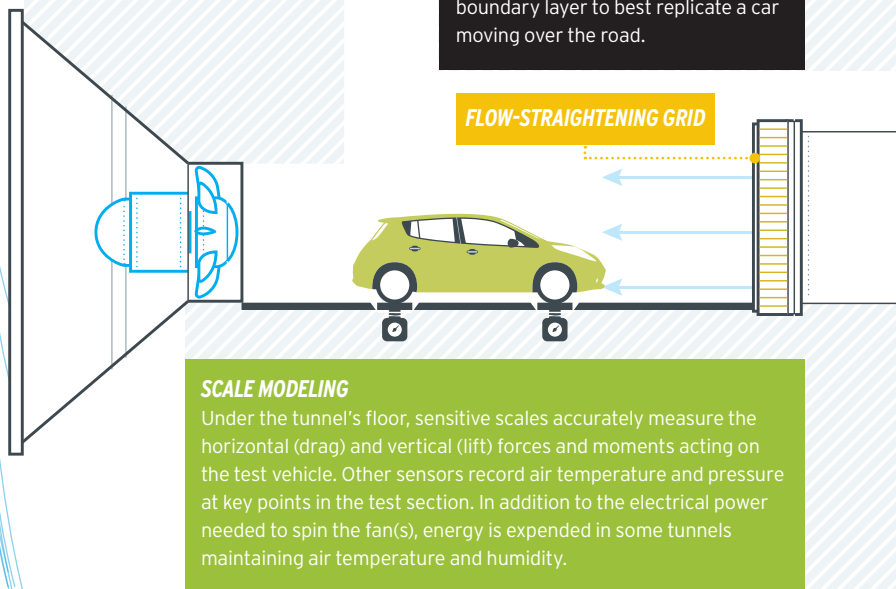 boundary layer to best replicate a car
moving over the road.
FLOW-STRAIGHTENING GRID
SCALE MODELING
Under the tunnel's floor, sensitive scales accurately measure the
horizontal (drag) and vertical (lift) forces and moments acting on
the test vehicle. Other sensors record air temperature and pressure
at key points in the test section. In addition to the electrical power
needed to spin the fan(s), energy is expended in some tunnels
maintaining air temperature and humidity.